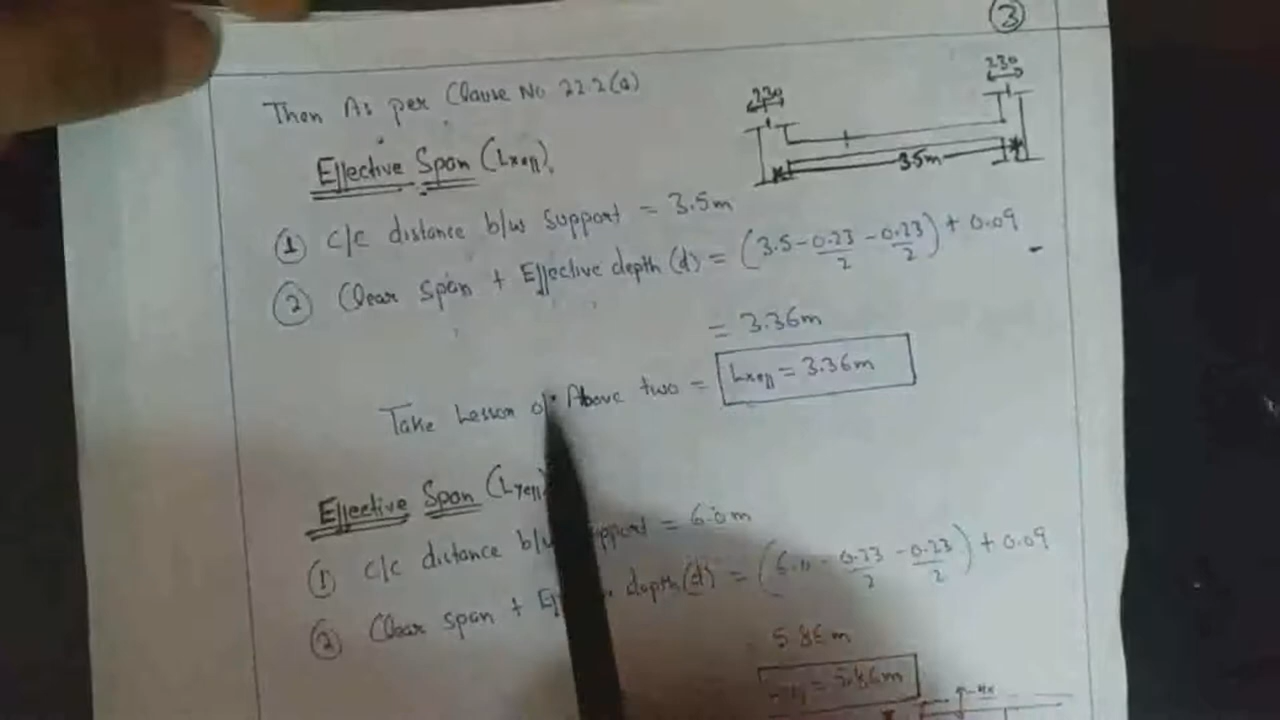 3
Then As per Clause No 22.2(a)
230
230
3.5m
Effective Span (Lxeff),
① C/C distance b/w support = 3.5m
② Clear span + Effective depth (d) = (3.5 - 0.23/2 - 0.23/2) + 0.09
= 3.36m
Take Lesson of Above two = Lxeff = 3.36m
Effective Span (Lyeff)
① C/C distance b/w support = 6.0m
② Clear span + depth (d) = ( - 0.23/2 - 0.23/2) + 0.09
5.86m
= 5.86m